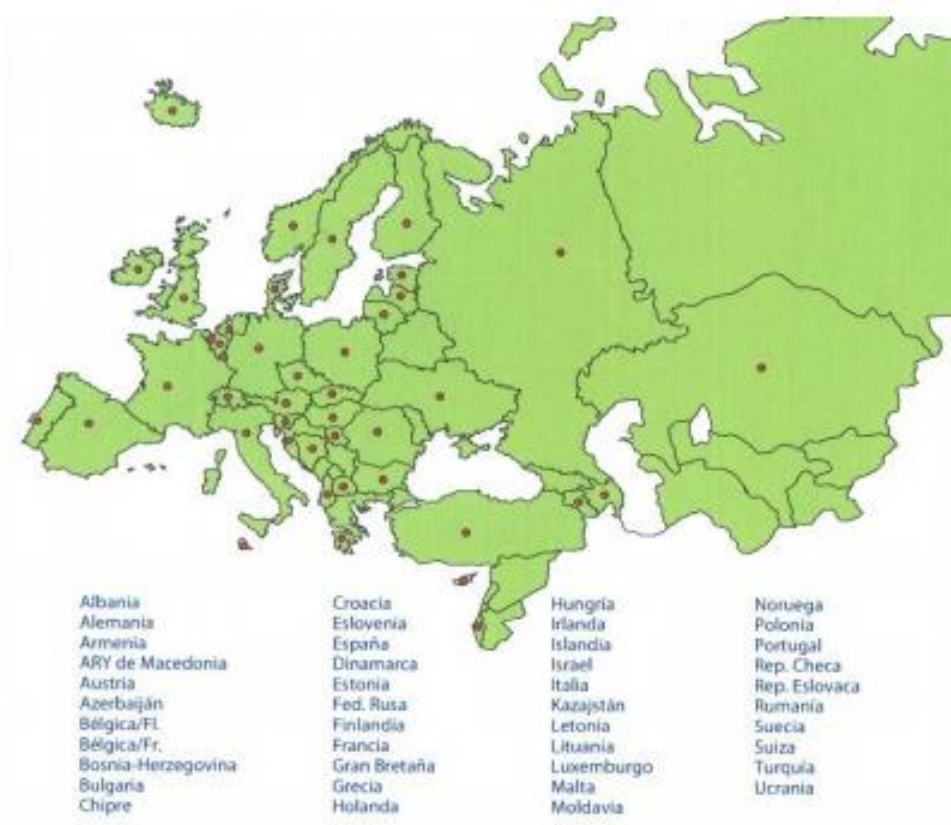 Albania
Alemania
Armenia
ARY de Macedonia
Austria
Azerbaiján
Bélgica/Fl.
Bélgica/Fr.
Bosnia-Herzegovina
Bulgaria
Chipre
Croacia
Eslovenia
España
Dinamarca
Estonia
Fed. Rusa
Finlandia
Francia
Gran Bretaña
Grecia
Holanda
Hungría
Irlanda
Islandia
Israel
Italia
Kazajstán
Letonia
Lituania
Luxemburgo
Malta
Moldavia
Noruega
Polonia
Portugal
Rep. Checa
Rep. Eslovaca
Rumanía
Suecia
Suiza
Turquía
Ucrania